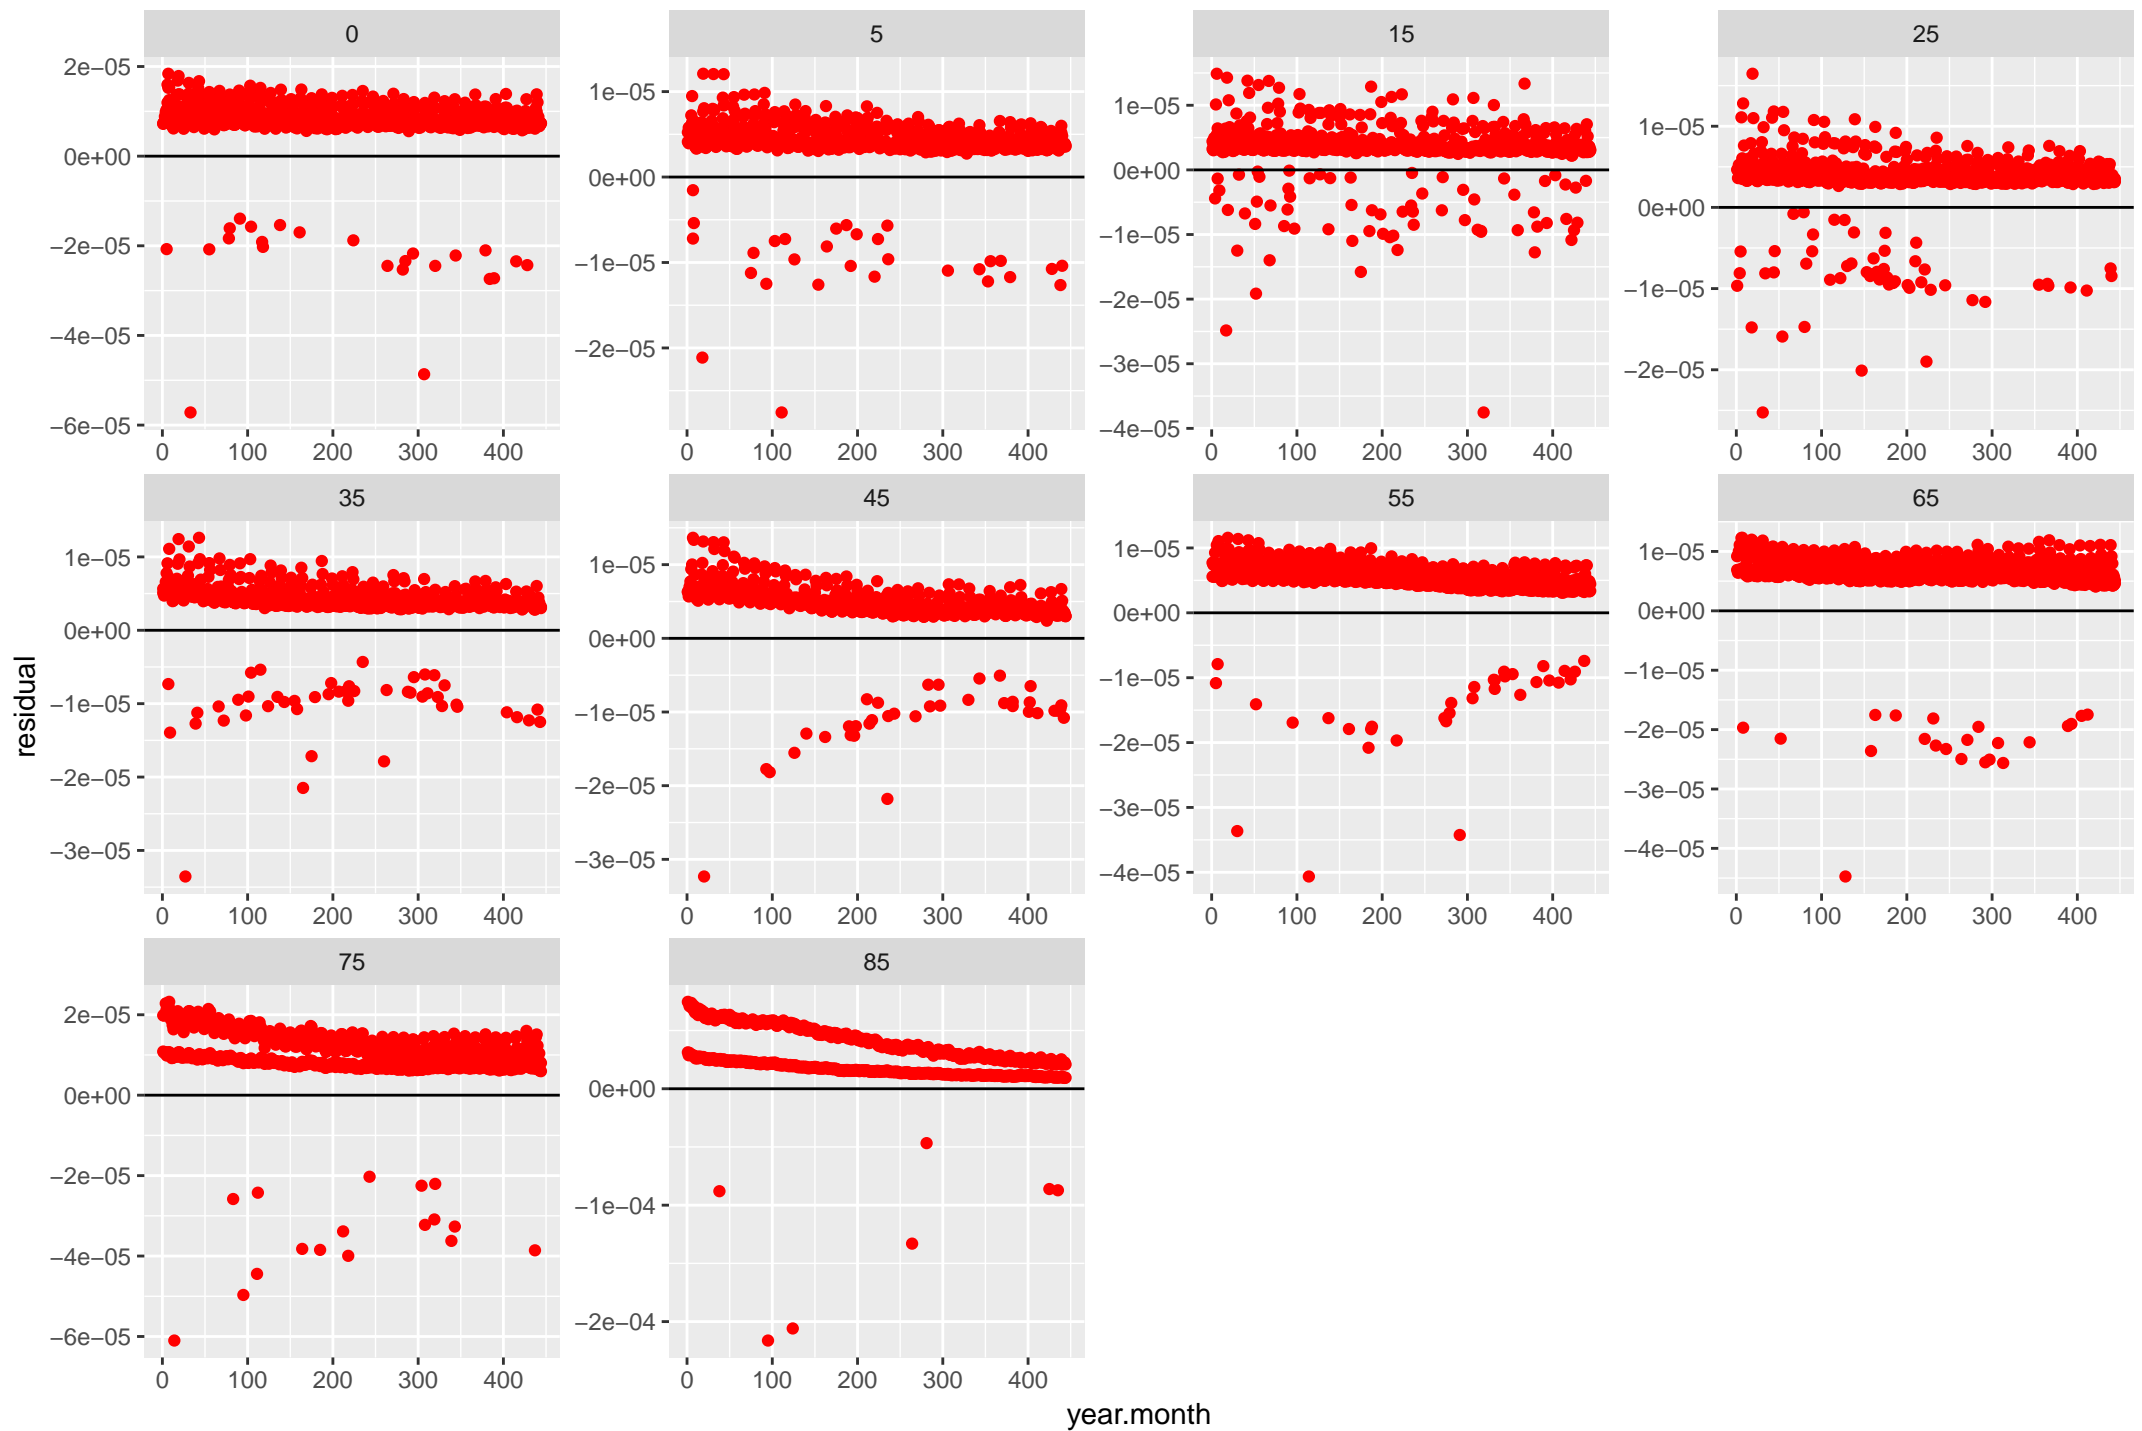 0 5 15 25
2e−05 1e−05 1e−05 1e−05
0e+00 0e+00 0e+00 0e+00
−2e−05 −1e−05 −1e−05 −1e−05
−4e−05 −2e−05 −2e−05 −2e−05
−6e−05 −3e−05
−4e−05
0 100 200 300 400 0 100 200 300 400 0 100 200 300 400 0 100 200 300 400
35 45 55 65
1e−05 1e−05 1e−05 1e−05
0e+00 0e+00 0e+00 0e+00
−1e−05 −1e−05 −1e−05 −1e−05
−2e−05 −2e−05 −2e−05 −2e−05
−3e−05 −3e−05 −3e−05 −3e−05
−4e−05 −4e−05
0 100 200 300 400 0 100 200 300 400 0 100 200 300 400 0 100 200 300 400
75 85
2e−05 0e+00
0e+00 −1e−04
−2e−05 −2e−04
−4e−05
−6e−05
0 100 200 300 400 0 100 200 300 400
residual
year.month